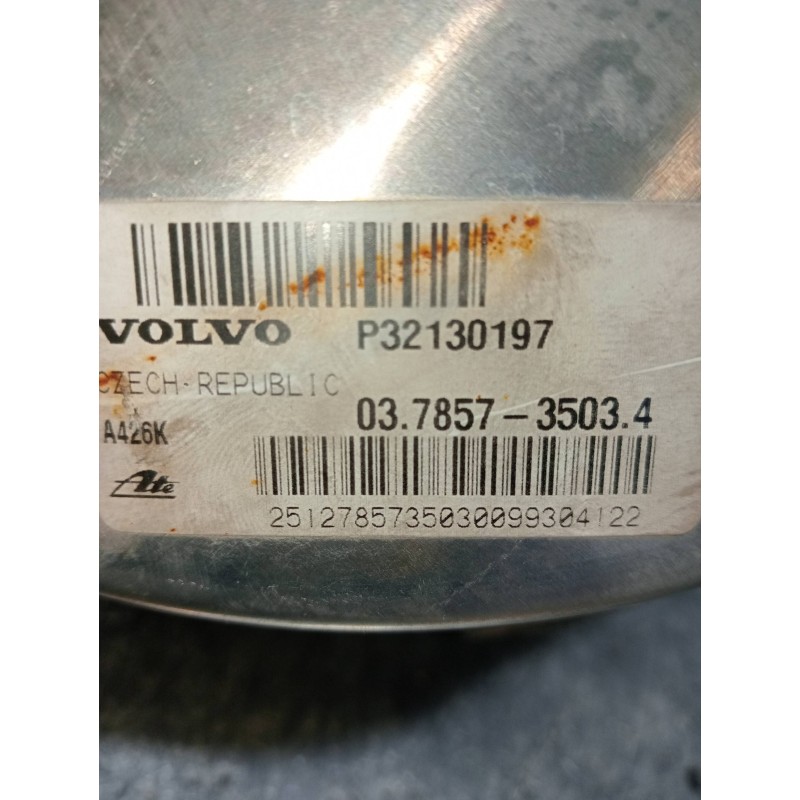 VOLVO P32130197
CZECH-REPUBLIC
03.7857-3503.4
A426K
Ate
2512785735030099304122